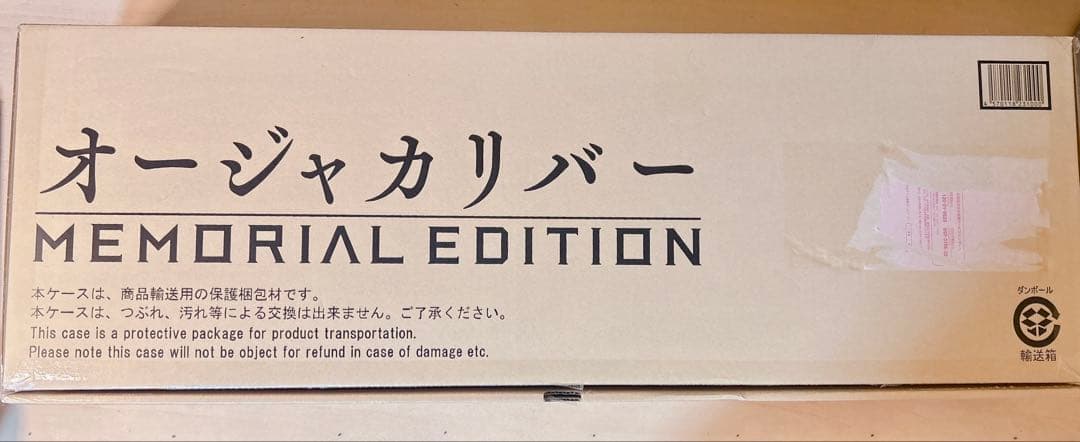 オージャカリバー
MEMORIAL EDITION
本ケースは、商品輸送用の保護梱包材です。
本ケースは、つぶれ、汚れ等による交換は出来ません。ご了承ください。
This case is a protective package for product transportation.
Please note this case will not be object for refund in case of damage etc.
ダンボール
輸送箱